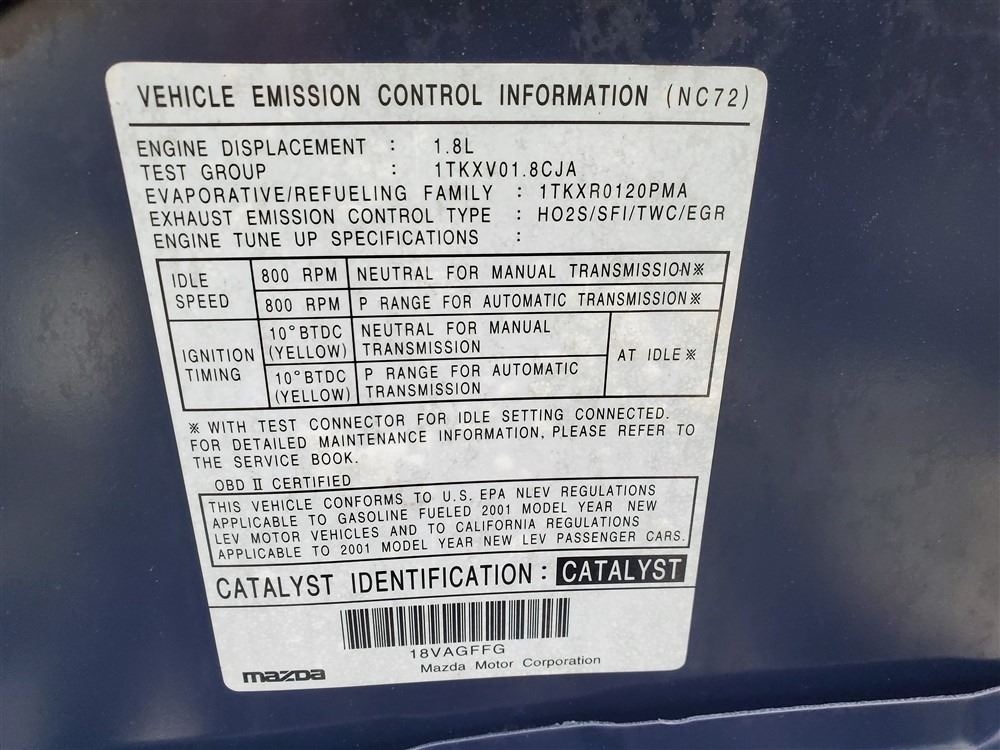 VEHICLE EMISSION CONTROL INFORMATION (NC72)
ENGINE DISPLACEMENT : 1.8L
TEST GROUP : 1TKXV01.8CJA
EVAPORATIVE/REFUELING FAMILY : 1TKXR0120PMA
EXHAUST EMISSION CONTROL TYPE : HO2S/SFI/TWC/EGR
ENGINE TUNE UP SPECIFICATIONS :
IDLE SPEED
800 RPM NEUTRAL FOR MANUAL TRANSMISSION※
800 RPM P RANGE FOR AUTOMATIC TRANSMISSION※
IGNITION TIMING
10°BTDC (YELLOW) NEUTRAL FOR MANUAL TRANSMISSION
10°BTDC (YELLOW) P RANGE FOR AUTOMATIC TRANSMISSION
AT IDLE※
※ WITH TEST CONNECTOR FOR IDLE SETTING CONNECTED.
FOR DETAILED MAINTENANCE INFORMATION, PLEASE REFER TO
THE SERVICE BOOK.
OBD II CERTIFIED
THIS VEHICLE CONFORMS TO U.S. EPA NLEV REGULATIONS
APPLICABLE TO GASOLINE FUELED 2001 MODEL YEAR NEW
LEV MOTOR VEHICLES AND TO CALIFORNIA REGULATIONS
APPLICABLE TO 2001 MODEL YEAR NEW LEV PASSENGER CARS.
CATALYST IDENTIFICATION : CATALYST
18VAGFFG
mazda Mazda Motor Corporation